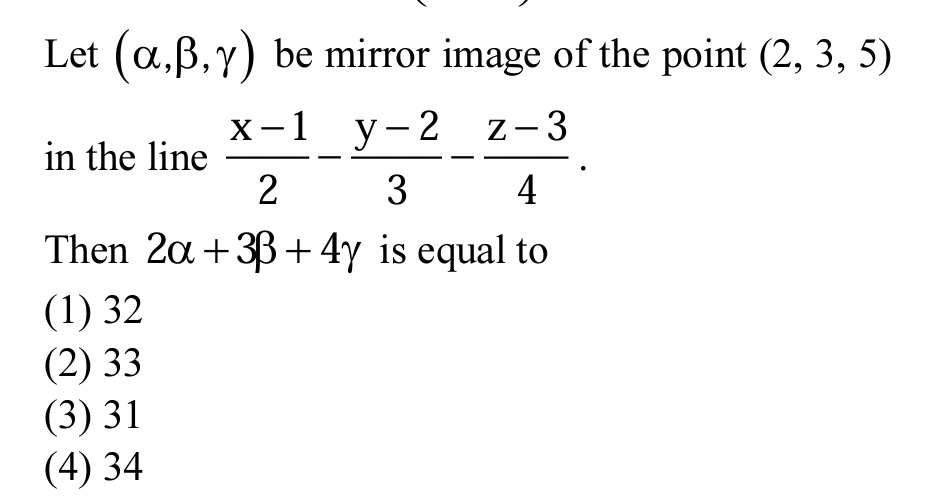 Let (α,β,γ) be mirror image of the point (2, 3, 5)
in the line x−1/2 − y−2/3 − z−3/4 .
Then 2α+3β+4γ is equal to
(1) 32
(2) 33
(3) 31
(4) 34